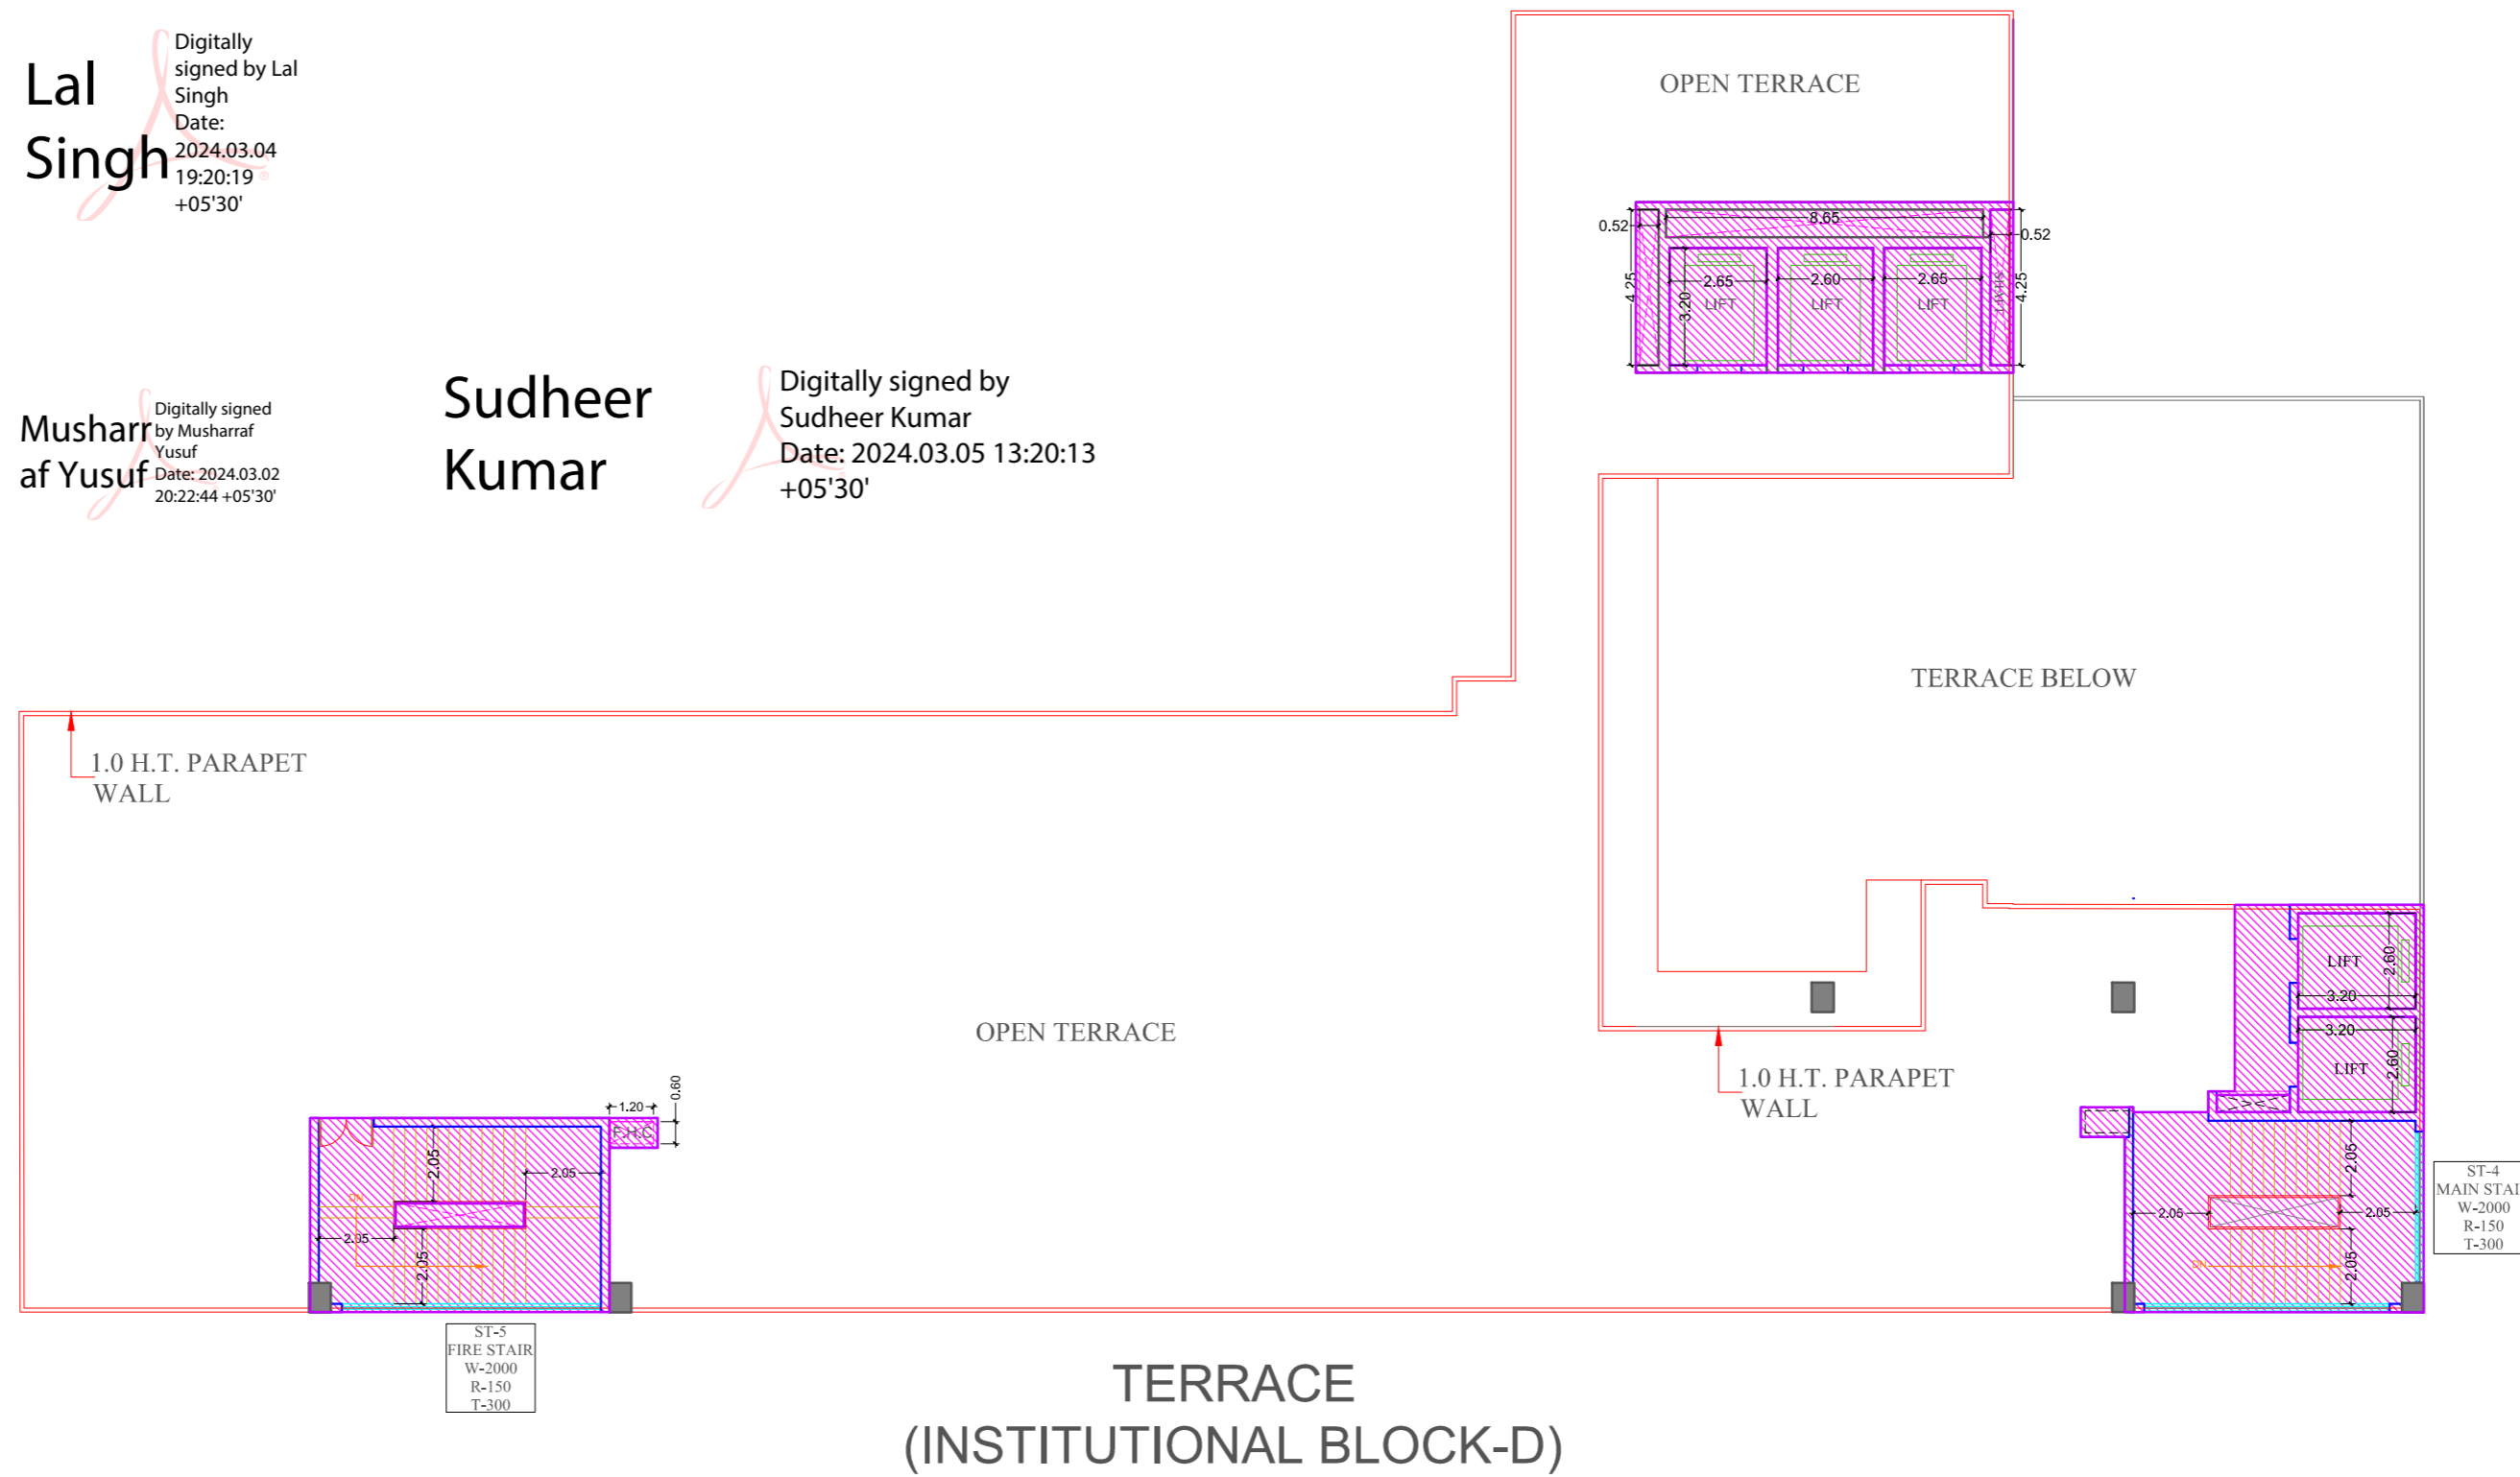 Lal
Singh
Digitally
signed by Lal
Singh
Date:
2024.03.04
19:20:19
+05'30'
Musharr
af Yusuf
Digitally signed
by Musharraf
Yusuf
Date: 2024.03.02
20:22:44 +05'30'
Sudheer
Kumar
Digitally signed by
Sudheer Kumar
Date: 2024.03.05 13:20:13
+05'30'
OPEN TERRACE
8.65
0.52
0.52
4.25
4.25
2.65
2.60
2.65
3.20
LIFT
LIFT
LIFT
SHAFT
TERRACE BELOW
1.0 H.T. PARAPET
WALL
OPEN TERRACE
1.0 H.T. PARAPET
WALL
LIFT
2.60
3.20
3.20
LIFT
2.60
1.20
0.60
F.H.C
2.05
2.05
DN
2.05
2.05
2.05
2.05
2.05
DN
2.05
ST-4
MAIN STAI
W-2000
R-150
T-300
ST-5
FIRE STAIR
W-2000
R-150
T-300
TERRACE
(INSTITUTIONAL BLOCK-D)